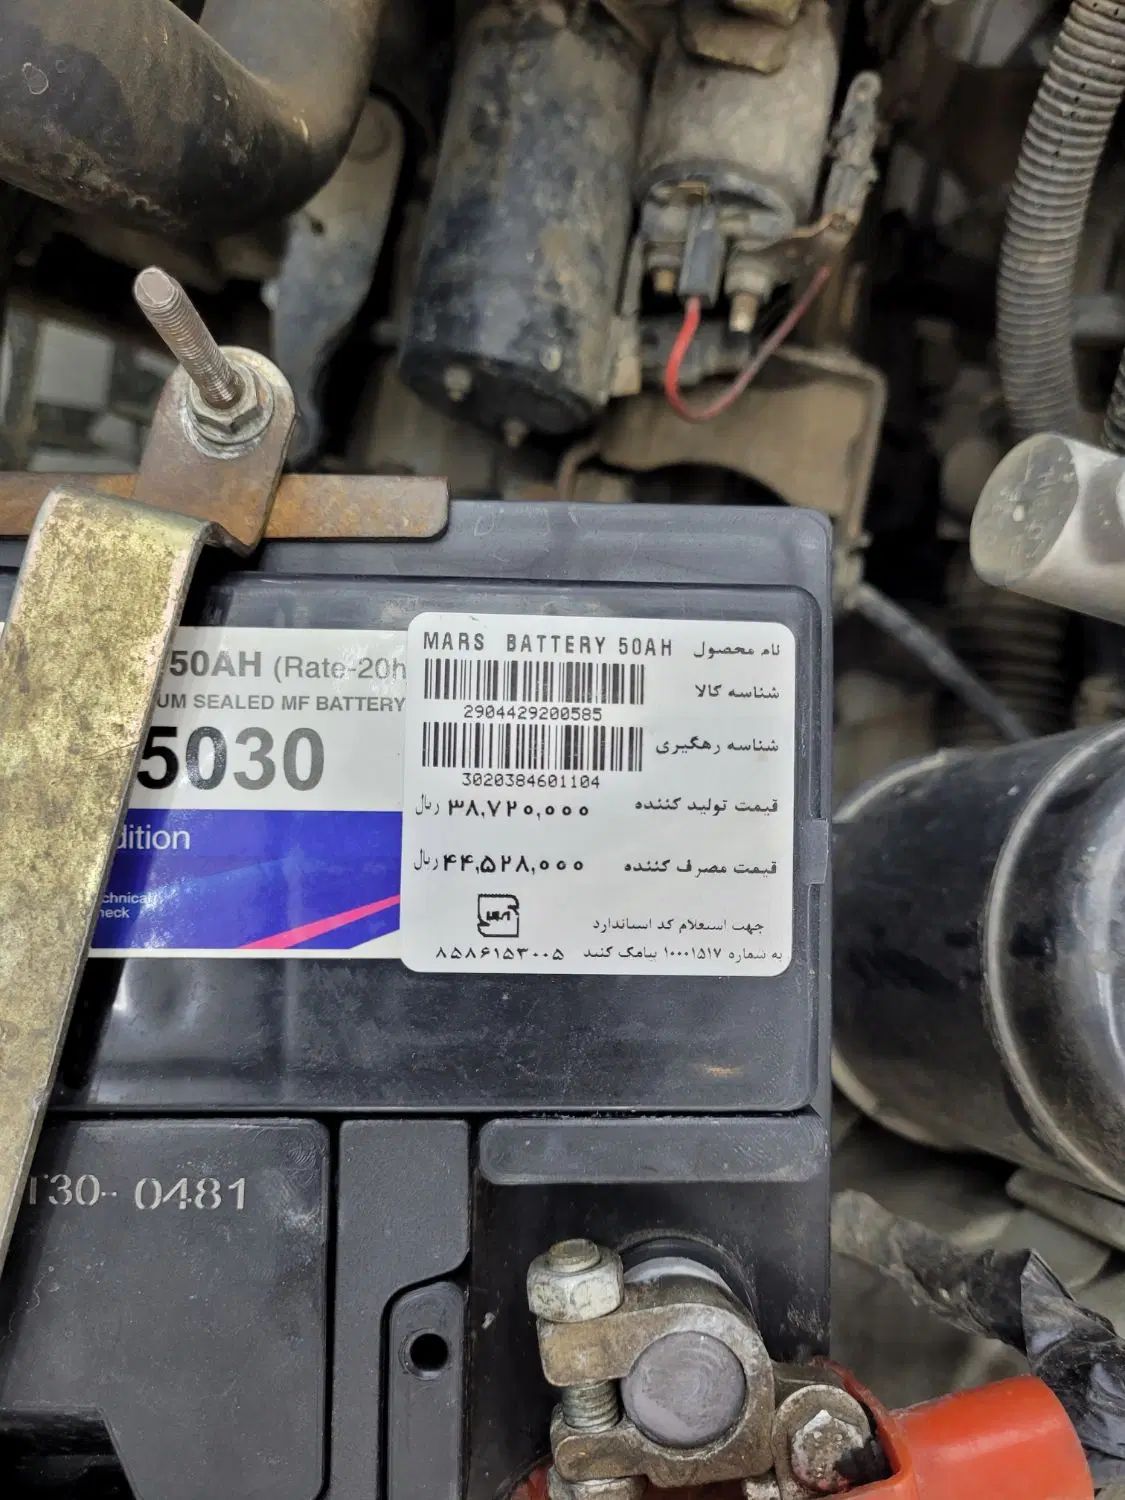 50AH (Rate-20h
UM SEALED MF BATTERY
5030
dition
chnical
heck
نام محصول MARS BATTERY 50AH
شناسه کالا
2904429200585
شناسه رهگیری
3020384601104
قیمت تولید کننده ۳۸,۷۲۰,۰۰۰ ریال
قیمت مصرف کننده ۴۴,۵۲۸,۰۰۰ ریال
جهت استعلام کد استاندارد
به شماره ۱۰۰۰۱۵۱۷ پیامک کنید ۸۵۸۶۱۵۳۰۰۵
T30- 0481